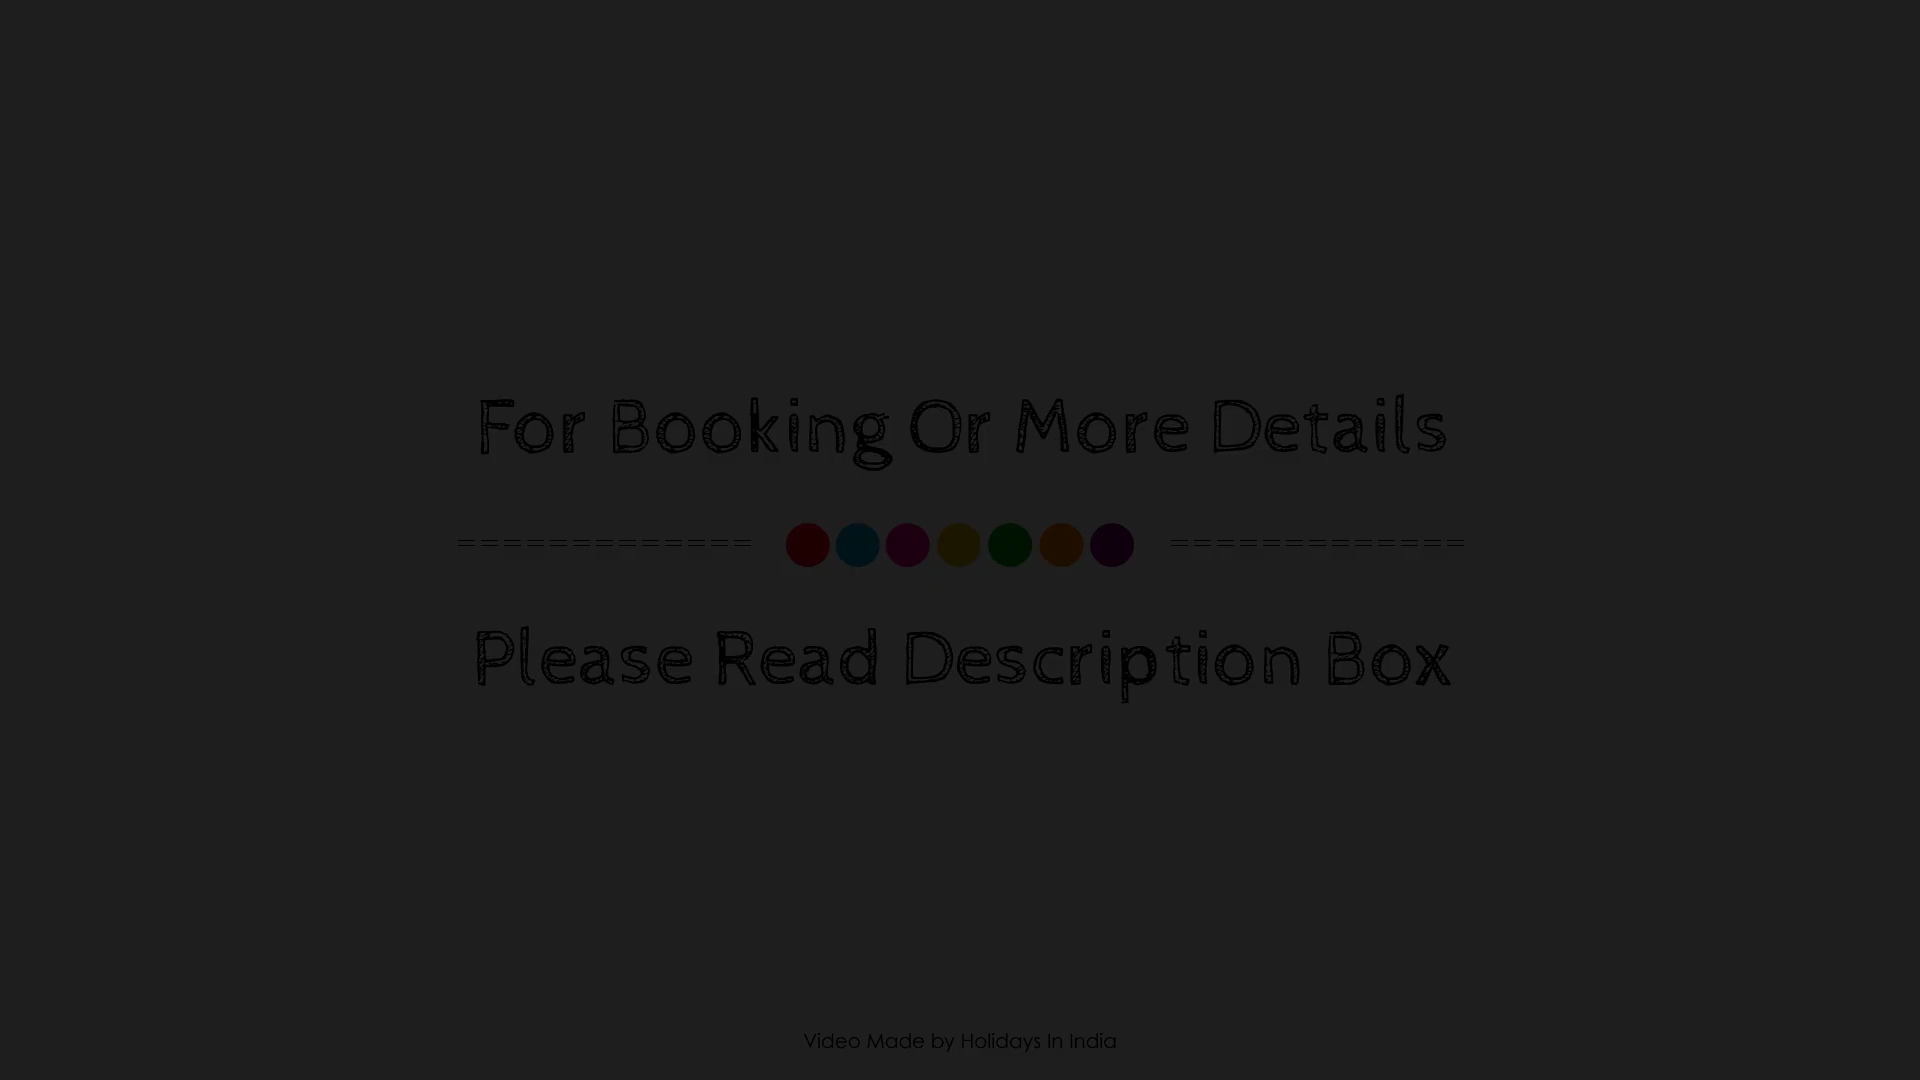 For Booking Or More Details
============= =============
Please Read Description Box
Video Made by Holidays In India